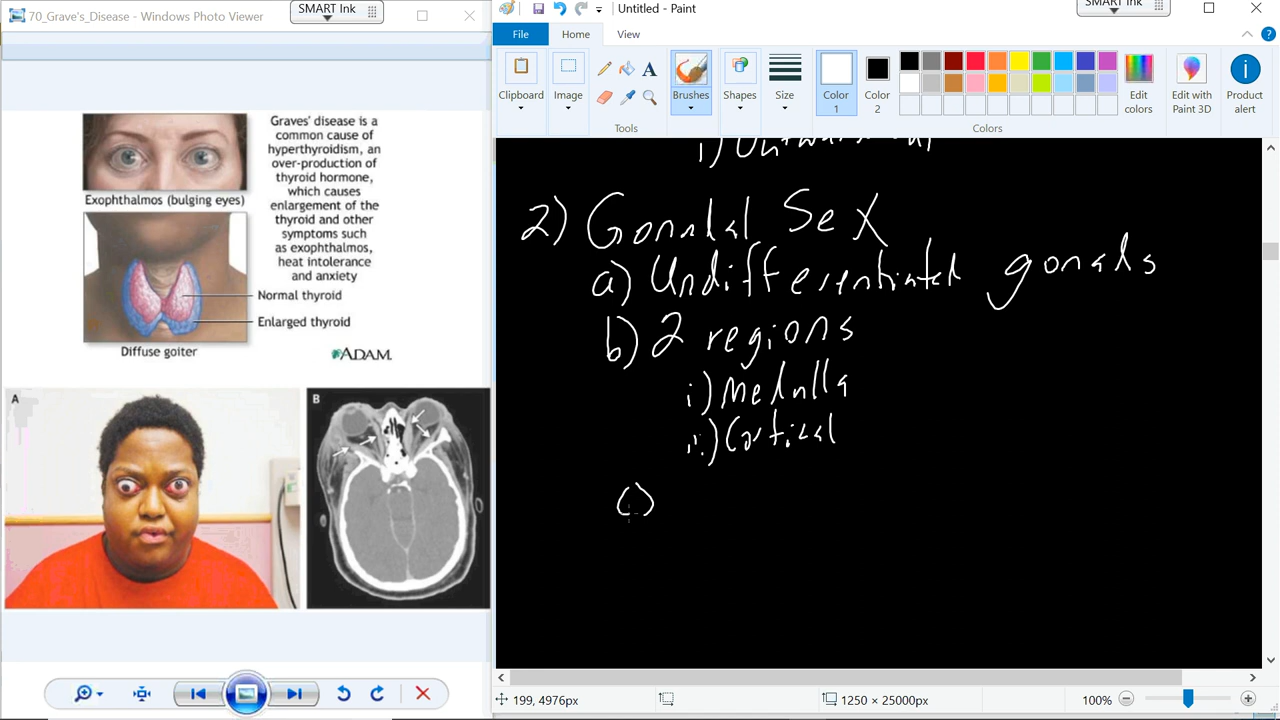 70_Grave's_Disease - Windows Photo Viewer
SMART Ink
Graves' disease is a
common cause of
hyperthyroidism, an
over-production of
thyroid hormone,
which causes
enlargement of the
thyroid and other
symptoms such
as exophthalmos,
heat intolerance
and anxiety
Exophthalmos (bulging eyes)
Normal thyroid
Enlarged thyroid
Diffuse goiter
ADAM.
A
B
Untitled - Paint
SMART Ink
File
Home
View
Clipboard
Image
Tools
Brushes
Shapes
Size
Color 1
Color 2
Edit colors
Edit with Paint 3D
Product alert
Colors
i)
2) Gonadal Sex
a) Undifferentiated gonads
b) 2 regions
i) Medulla
ii) Cortical
c)
199, 4976px
1250 × 25000px
100%